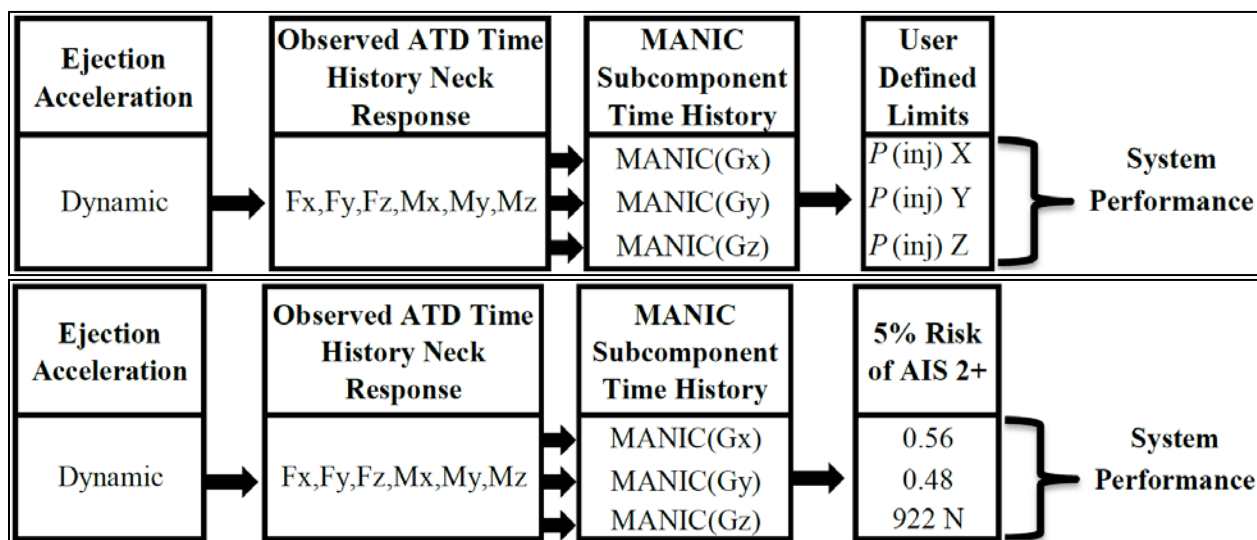 Ejection
Acceleration
Observed ATD Time
History Neck
Response
MANIC
Subcomponent
Time History
User
Defined
Limits
Dynamic
Fx,Fy,Fz,Mx,My,Mz
MANIC(Gx)
MANIC(Gy)
MANIC(Gz)
P (inj) X
P (inj) Y
P (inj) Z
System
Performance
Ejection
Acceleration
Observed ATD Time
History Neck
Response
MANIC
Subcomponent
Time History
5% Risk
of AIS 2+
Dynamic
Fx,Fy,Fz,Mx,My,Mz
MANIC(Gx)
MANIC(Gy)
MANIC(Gz)
0.56
0.48
922 N
System
Performance